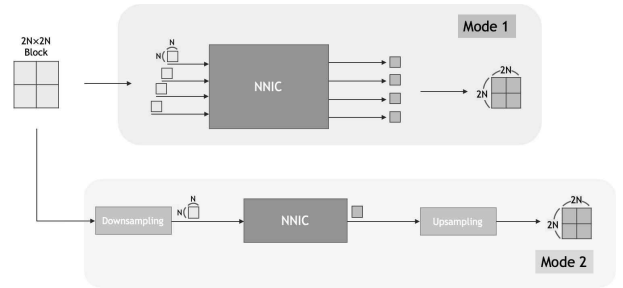 Mode 1
2N×2N
Block
N
N
NNIC
2N
2N
N
N
2N
2N
Downsampling
NNIC
Upsampling
Mode 2